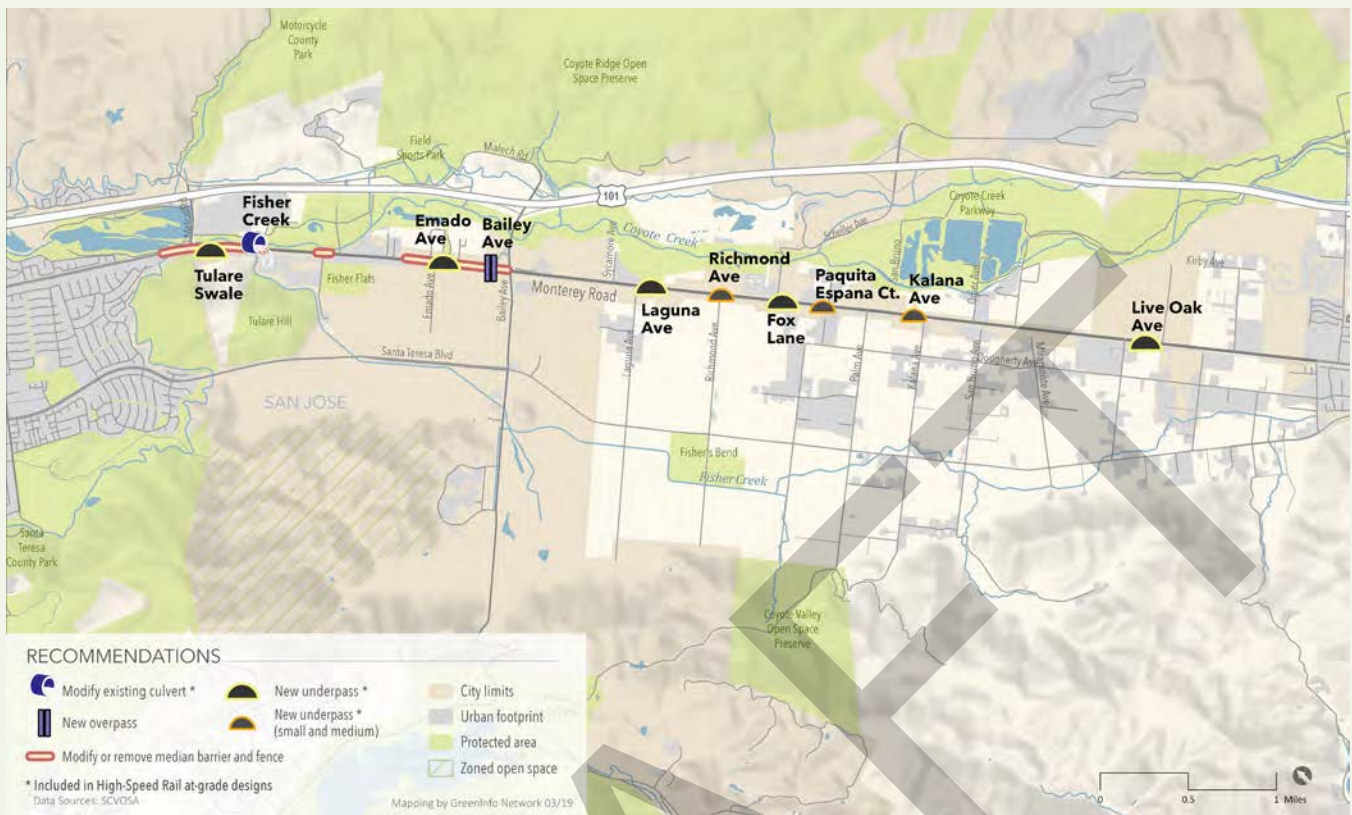 Motorcycle
County
Park
Coyote Ridge Open
Space Preserve
Field
Sports Park
Malech Rd
101
Coyote Creek
Parkway
Fisher
Creek
Emado
Ave
Bailey
Ave
Coyote Creek
Sycamore Ave
Scheller Ave
Kirby Ave
Tulare
Swale
Fisher Flats
Emado Ave
Bailey Ave
Monterey Road
Laguna
Ave
Richmond
Ave
Fox
Lane
Paquita
Espana Ct.
Kalana
Ave
Live Oak
Ave
Tulare Hill
Santa Teresa Blvd
Laguna Ave
Richmond Ave
Palm Ave
Kalana Ave
Dougherty Ave
SAN JOSE
Fisher's Bend
Fisher Creek
Santa
Teresa
County Park
Coyote Valley
Open Space
Preserve
RECOMMENDATIONS
Modify existing culvert *
New overpass
Modify or remove median barrier and fence
New underpass *
New underpass *
(small and medium)
City limits
Urban footprint
Protected area
Zoned open space
* Included in High-Speed Rail at-grade designs
Data Sources: SCVOSA
Mapping by GreenInfo Network 03/19
0 0.5 1 Miles